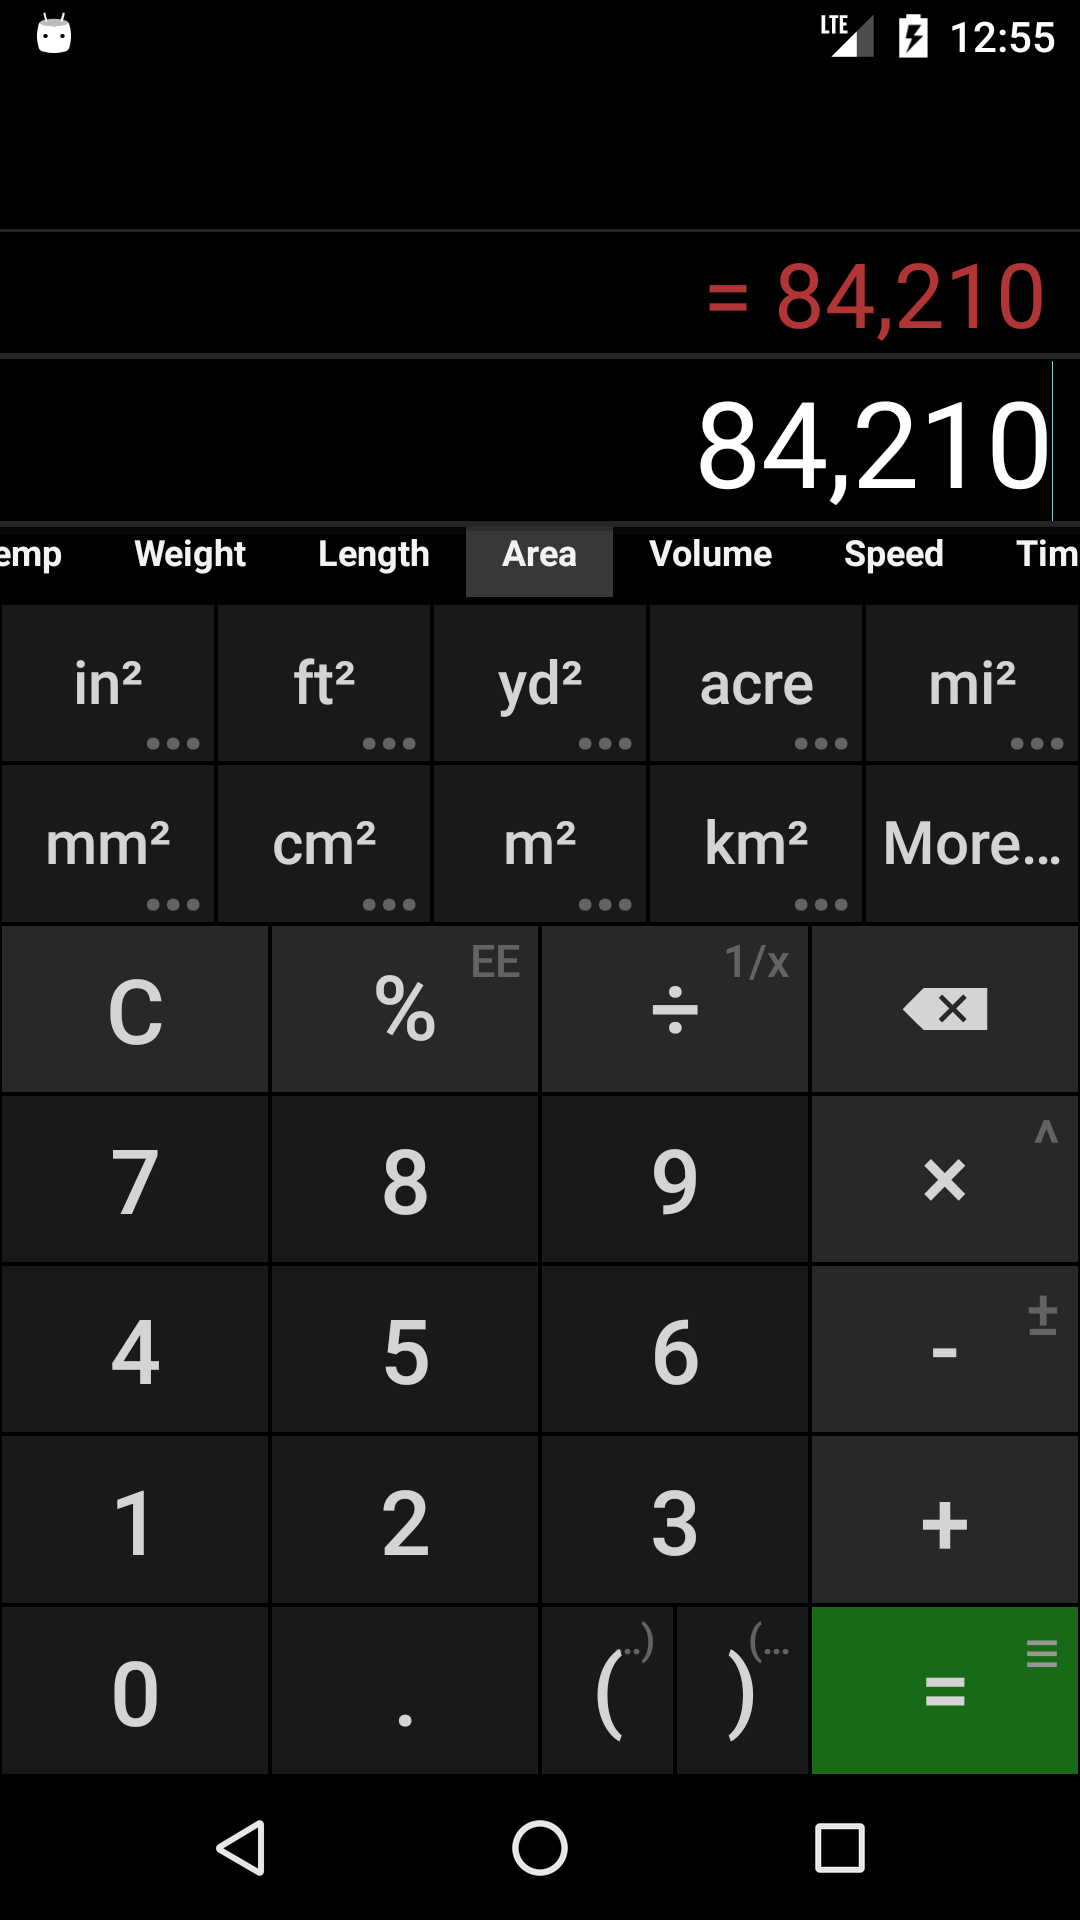 LTE 12:55
= 84,210
84,210
emp Weight Length Area Volume Speed Tim
in² ft² yd² acre mi²
mm² cm² m² km² More...
C % EE ÷ 1/x
7 8 9 × ^
4 5 6 - ±
1 2 3 +
0 . ( ..) ) (... =